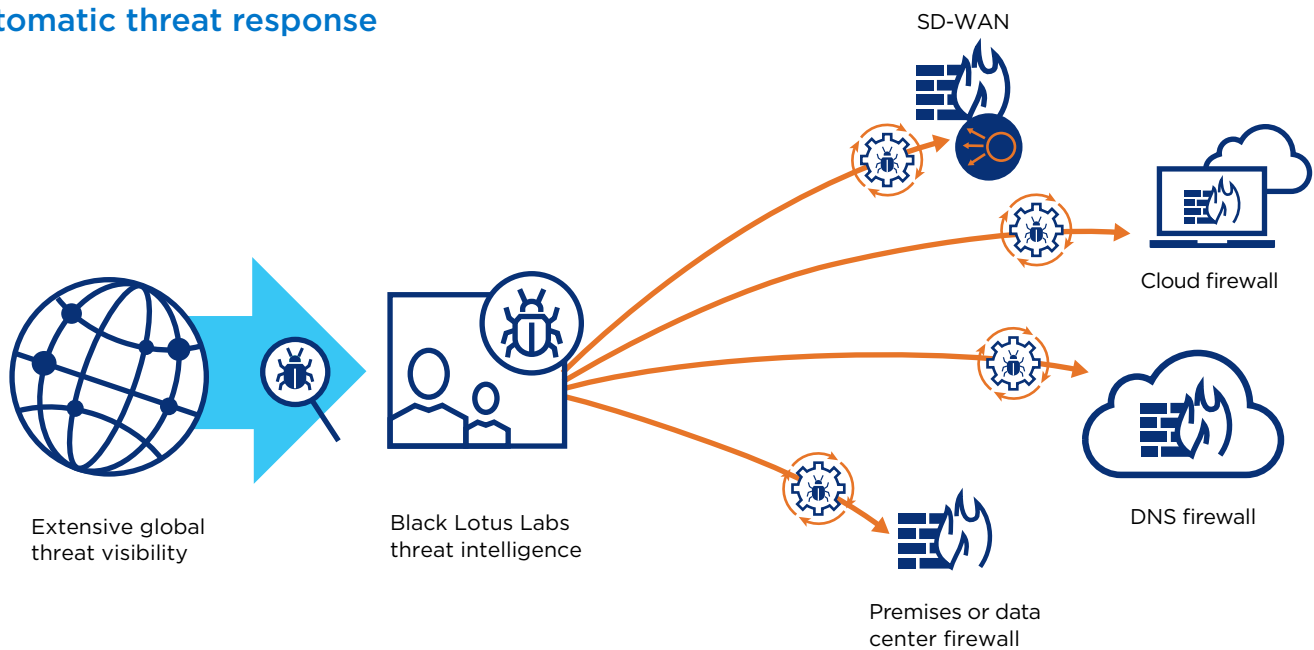 tomatic threat response
SD-WAN
Cloud firewall
DNS firewall
Extensive global
threat visibility
Black Lotus Labs
threat intelligence
Premises or data
center firewall